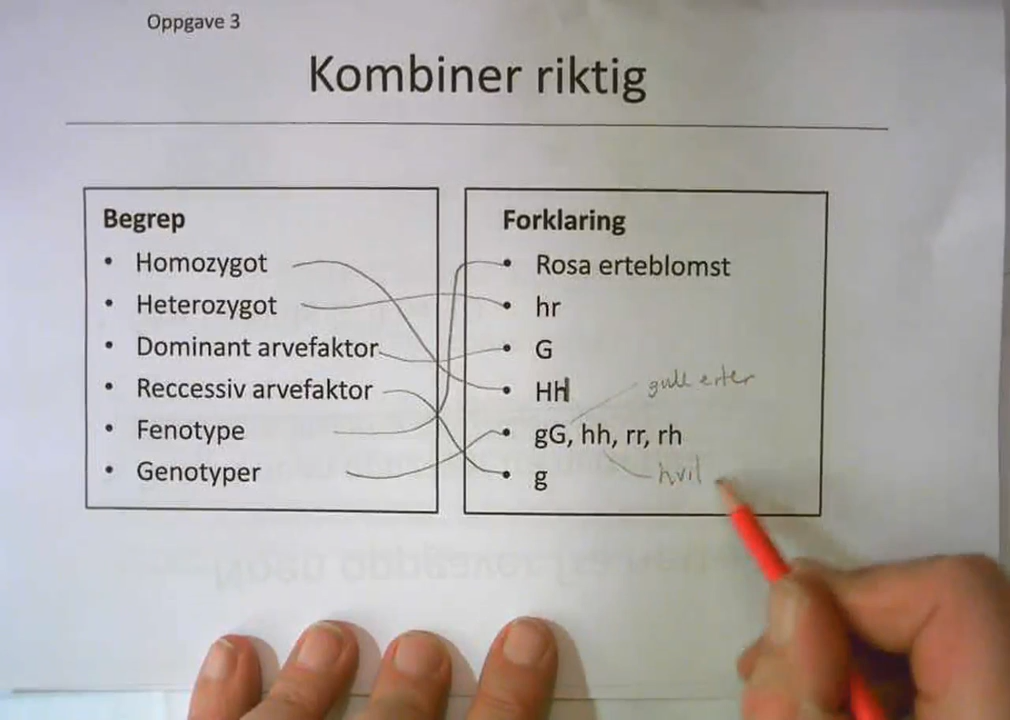 Oppgave 3
Kombiner riktig
Begrep
• Homozygot
• Heterozygot
• Dominant arvefaktor
• Reccessiv arvefaktor
• Fenotype
• Genotyper
Forklaring
• Rosa erteblomst
• hr
• G
• HH
gull erter
• gG, hh, rr, rh
hvit
• g